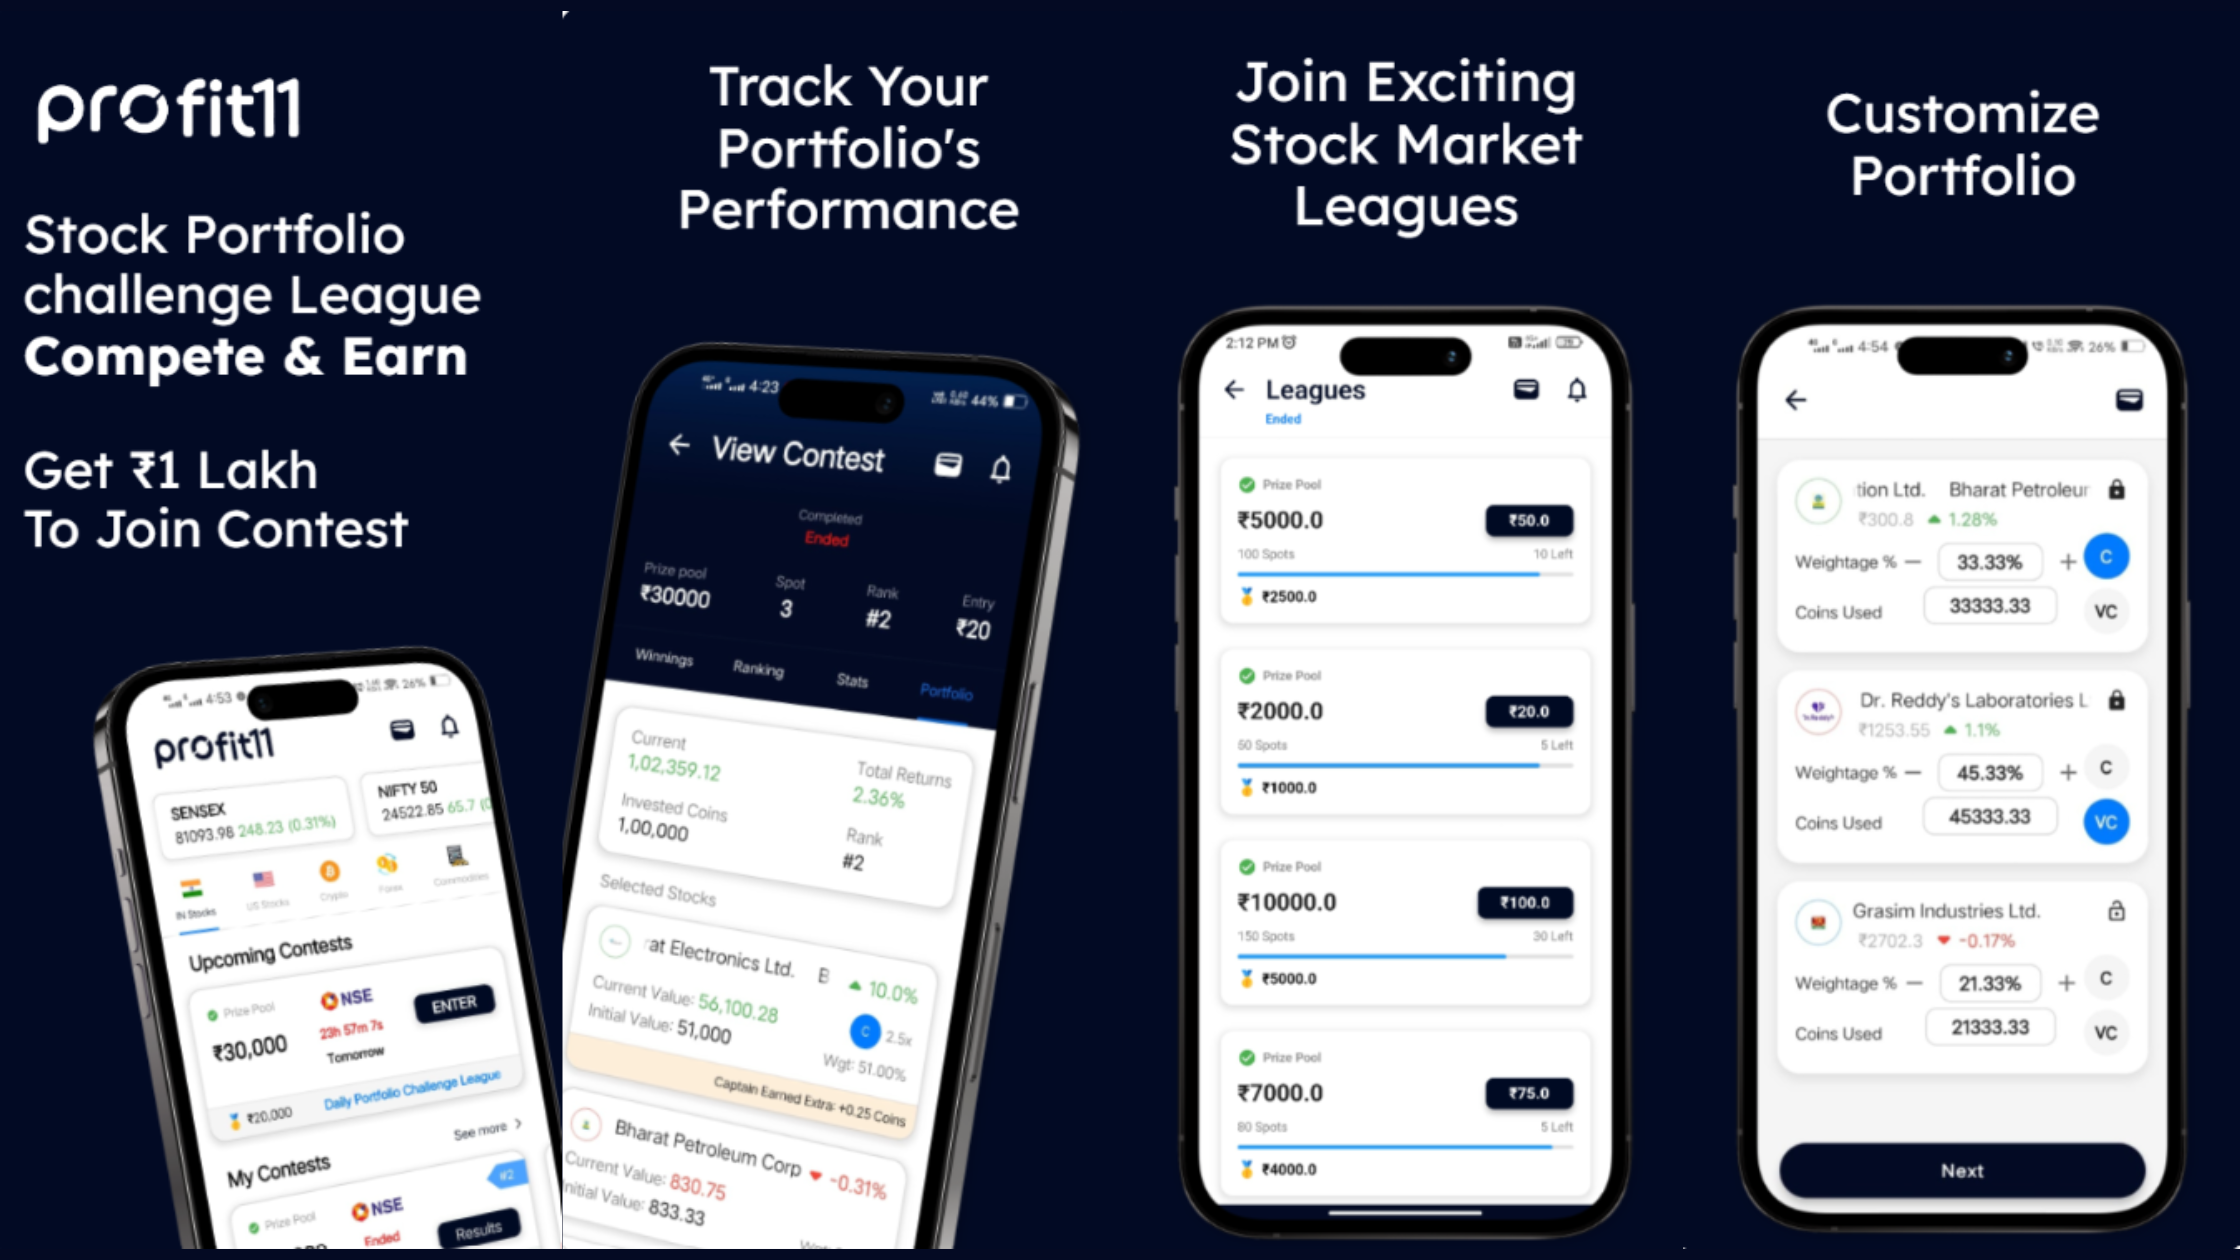 profit11
Stock Portfolio
challenge League
Compete & Earn
Get ₹1 Lakh
To Join Contest
4:53
26%
profit11
SENSEX
81093.98 248.23 (0.31%)
NIFTY 50
24522.85 65.7 (0
IN Stocks
US Stocks
Crypto
Forex
Commodities
Upcoming Contests
Prize Pool
₹30,000
NSE
23h 57m 7s
Tomorrow
ENTER
₹20,000
Daily Portfolio Challenge League
See more
My Contests
#2
Prize Pool
NSE
Ended
Results
Track Your
Portfolio's
Performance
4:23
44%
View Contest
Completed
Ended
Prize pool
₹30000
Spot
3
Rank
#2
Entry
₹20
Winnings
Ranking
Stats
Portfolio
Current
1,02,359.12
Total Returns
2.36%
Invested Coins
1,00,000
Rank
#2
Selected Stocks
rat Electronics Ltd. B
10.0%
Current Value: 56,100.28
Initial Value: 51,000
C 2.5x
Wgt: 51.00%
Captain Earned Extra: +0.25 Coins
Bharat Petroleum Corp -0.31%
Current Value: 830.75
nitial Value: 833.33
Join Exciting
Stock Market
Leagues
2:12 PM
Leagues
Ended
Prize Pool
₹5000.0
₹50.0
100 Spots
10 Left
₹2500.0
Prize Pool
₹2000.0
₹20.0
50 Spots
5 Left
₹1000.0
Prize Pool
₹10000.0
₹100.0
150 Spots
30 Left
₹5000.0
Prize Pool
₹7000.0
₹75.0
80 Spots
5 Left
₹4000.0
Customize
Portfolio
4:54
26%
tion Ltd. Bharat Petroleur
₹300.8 1.28%
Weightage % − 33.33% + C
Coins Used 33333.33 VC
Dr. Reddy's Laboratories L
₹1253.55 1.1%
Weightage % − 45.33% + C
Coins Used 45333.33 VC
Grasim Industries Ltd.
₹2702.3 -0.17%
Weightage % − 21.33% + C
Coins Used 21333.33 VC
Next